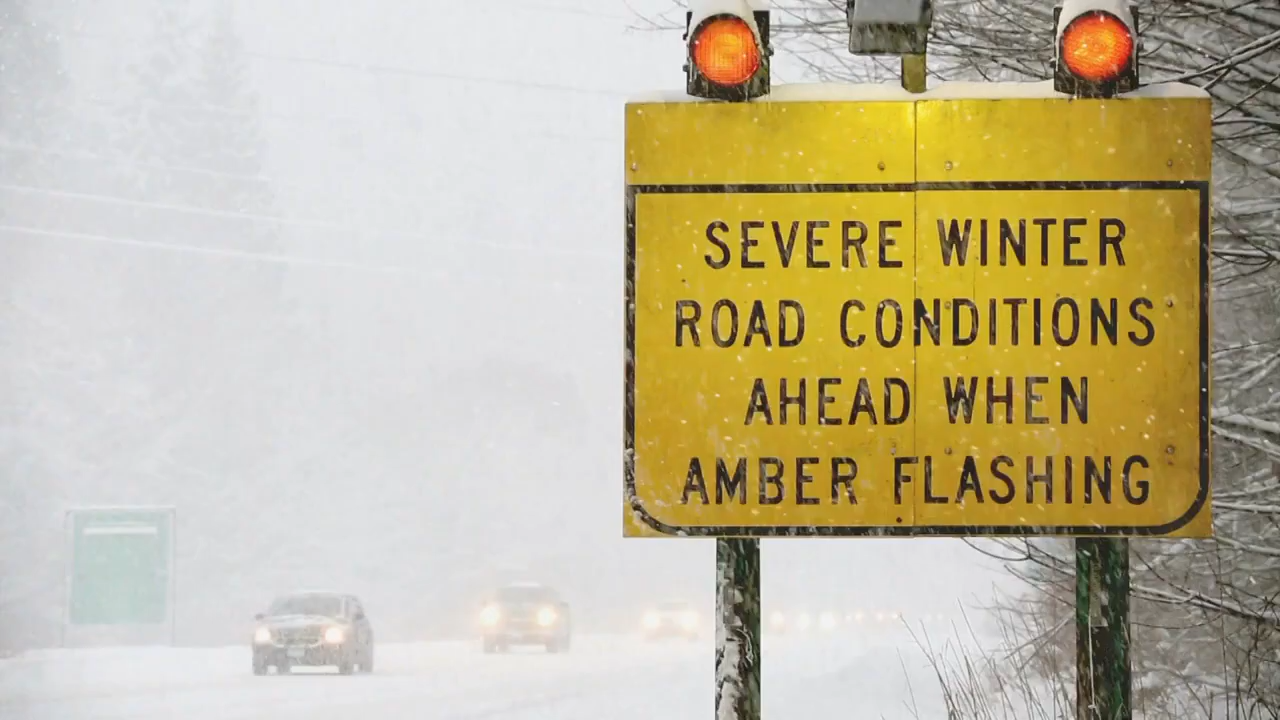 SEVERE WINTER
ROAD CONDITIONS
AHEAD WHEN
AMBER FLASHING